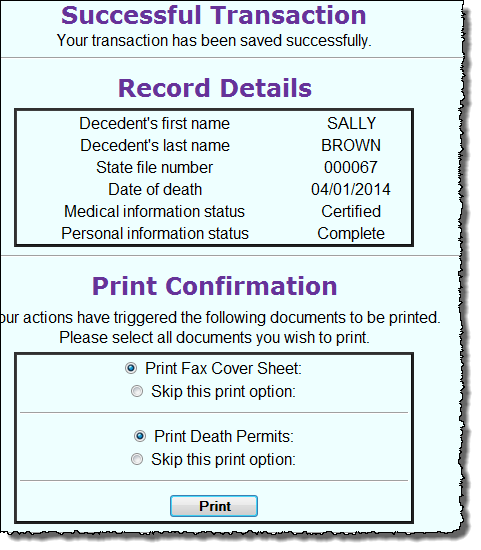 Successful Transaction
Your transaction has been saved successfully.
Record Details
Decedent's first name SALLY
Decedent's last name BROWN
State file number 000067
Date of death 04/01/2014
Medical information status Certified
Personal information status Complete
Print Confirmation
our actions have triggered the following documents to be printed.
Please select all documents you wish to print.
Print Fax Cover Sheet:
Skip this print option:
Print Death Permits:
Skip this print option:
Print